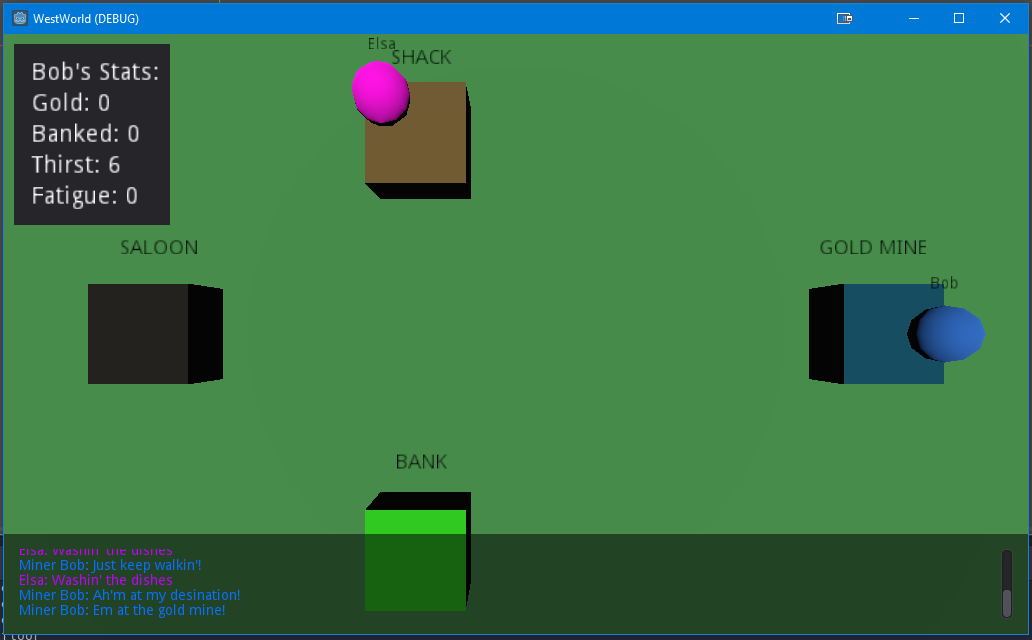 WestWorld (DEBUG)
Elsa
SHACK
Bob's Stats:
Gold: 0
Banked: 0
Thirst: 6
Fatigue: 0
SALOON
GOLD MINE
Bob
BANK
Elsa: Washin' the dishes
Miner Bob: Just keep walkin'!
Elsa: Washin' the dishes
Miner Bob: Ah'm at my desination!
Miner Bob: Em at the gold mine!